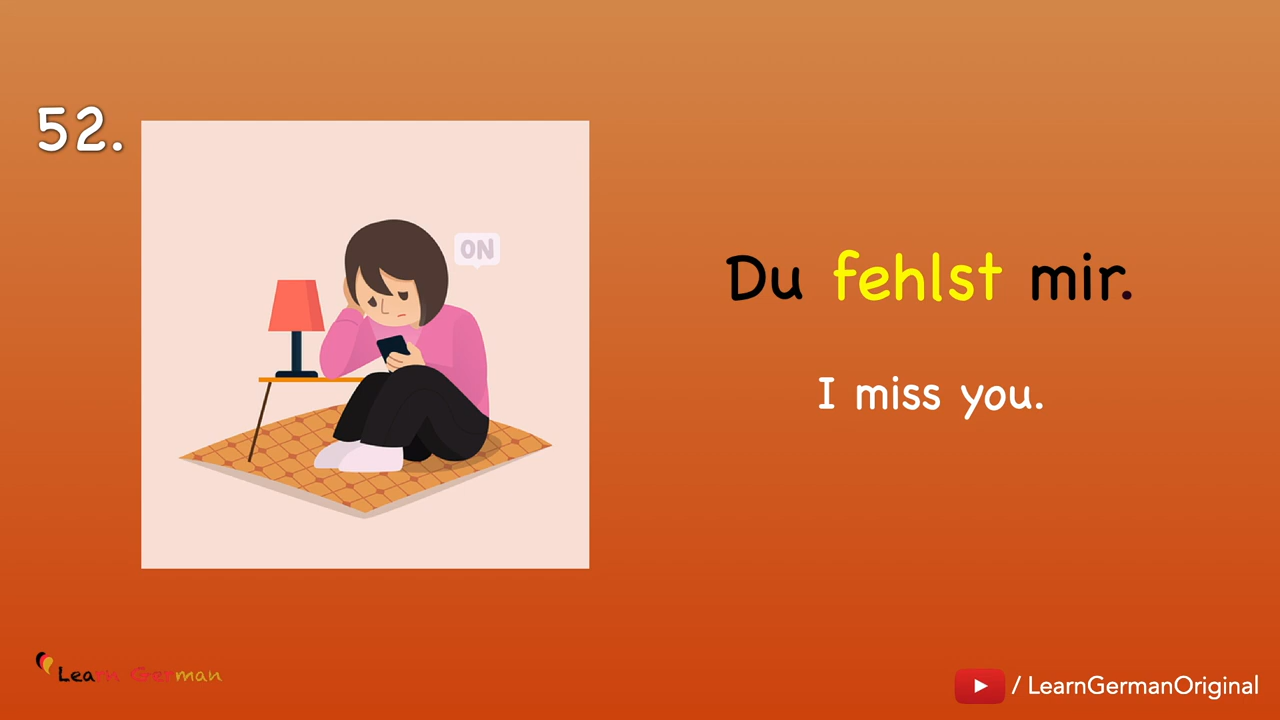 52.
ON
Du fehlst mir.
I miss you.
Learn German
/ LearnGermanOriginal